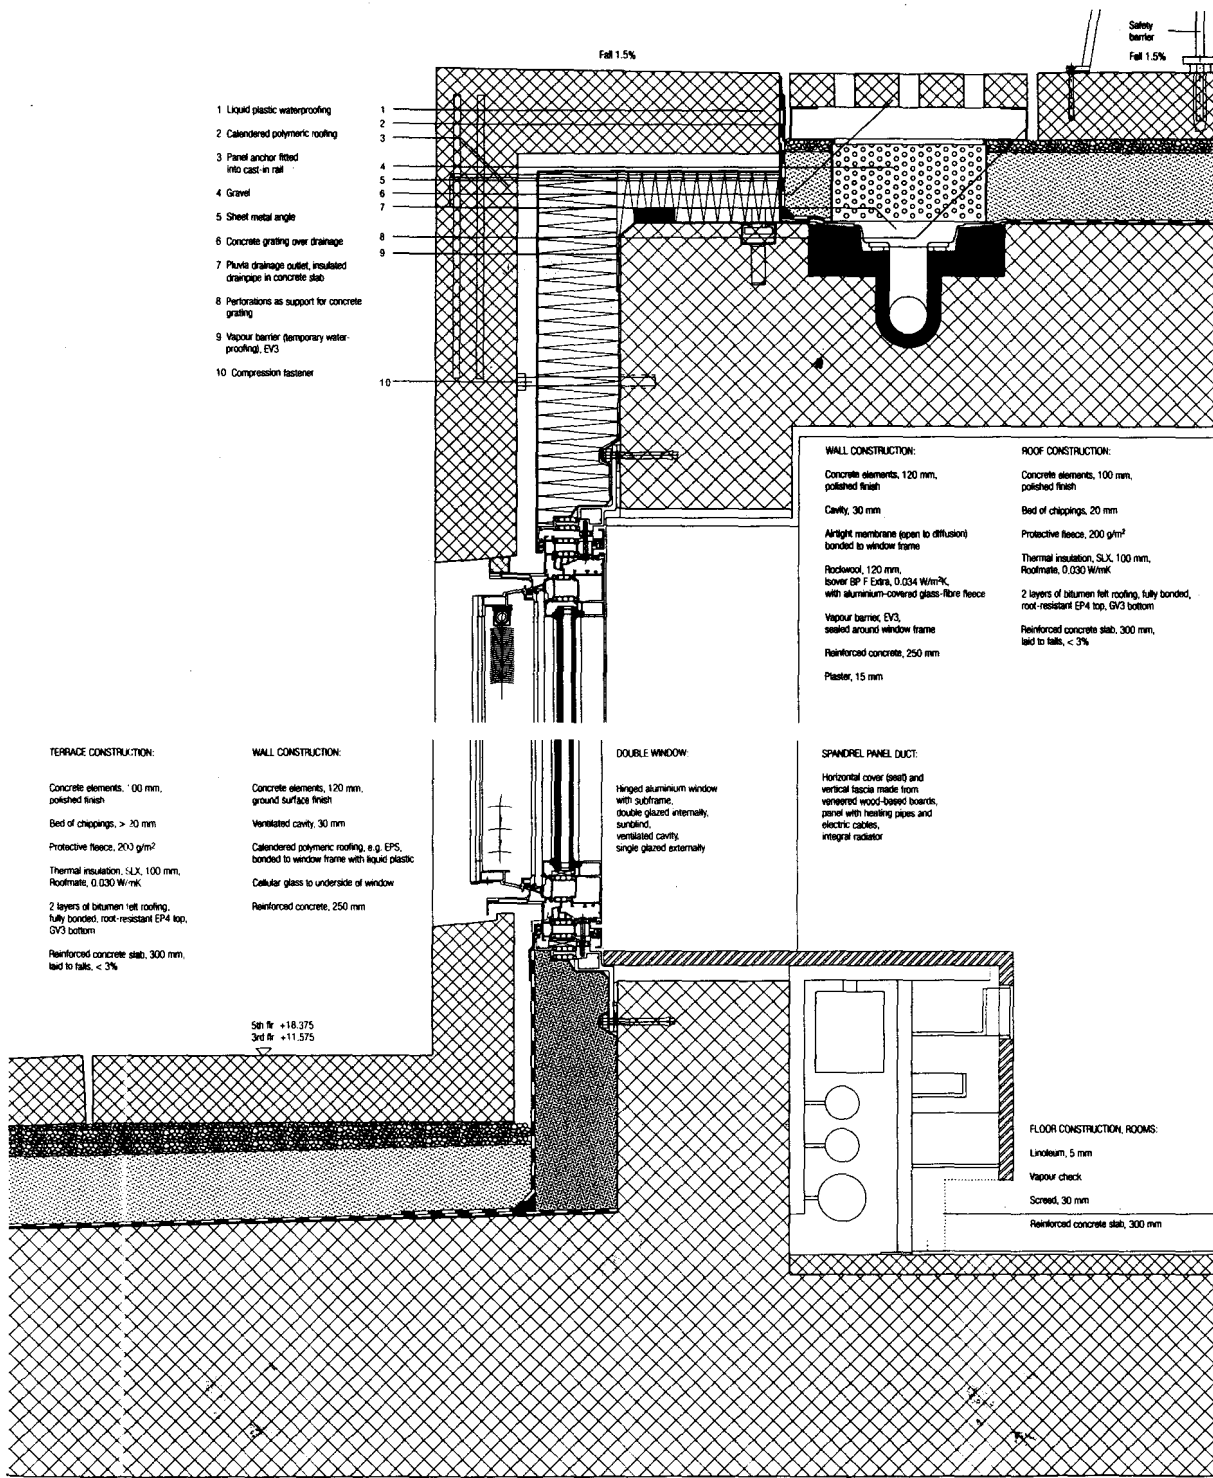 Safety
barrier
Fall 1.5%
Fall 1.5%
1 Liquid plastic waterproofing
2 Calendered polymeric roofing
3 Panel anchor fitted
into cast-in rail
4 Gravel
5 Sheet metal angle
6 Concrete grating over drainage
7 Pluvia drainage outlet, insulated
drainpipe in concrete slab
8 Perforations as support for concrete
grating
9 Vapour barrier (temporary water-
proofing), EV3
10 Compression fastener
1
2
3
4
5
6
7
8
9
10
WALL CONSTRUCTION:
Concrete elements, 120 mm,
polished finish
Cavity, 30 mm
Airtight membrane (open to diffusion)
bonded to window frame
Rockwool, 120 mm,
Isover BP F Extra, 0.034 W/m²K,
with aluminium-covered glass-fibre fleece
Vapour barrier, EV3,
sealed around window frame
Reinforced concrete, 250 mm
Plaster, 15 mm
ROOF CONSTRUCTION:
Concrete elements, 100 mm,
polished finish
Bed of chippings, 20 mm
Protective fleece, 200 g/m²
Thermal insulation, SLX, 100 mm,
Roofmate, 0.030 W/mK
2 layers of bitumen felt roofing, fully bonded,
root-resistant EP4 top, GV3 bottom
Reinforced concrete slab, 300 mm,
laid to falls, < 3%
TERRACE CONSTRUCTION:
Concrete elements, 100 mm,
polished finish
Bed of chippings, > 20 mm
Protective fleece, 200 g/m²
Thermal insulation, SLX, 100 mm,
Roofmate, 0.030 W/mK
2 layers of bitumen felt roofing,
fully bonded, root-resistant EP4 top,
GV3 bottom
Reinforced concrete slab, 300 mm,
laid to falls, < 3%
WALL CONSTRUCTION:
Concrete elements, 120 mm,
ground surface finish
Ventilated cavity, 30 mm
Calendered polymeric roofing, e.g. EPS,
bonded to window frame with liquid plastic
Cellular glass to underside of window
Reinforced concrete, 250 mm
DOUBLE WINDOW:
Hinged aluminium window
with subframe,
double glazed internally,
sunblind,
ventilated cavity,
single glazed externally
SPANDREL PANEL DUCT:
Horizontal cover (seat) and
vertical fascia made from
veneered wood-based boards,
panel with heating pipes and
electric cables,
integral radiator
5th flr +18.375
3rd flr +11.575
FLOOR CONSTRUCTION, ROOMS:
Linoleum, 5 mm
Vapour check
Screed, 30 mm
Reinforced concrete slab, 300 mm